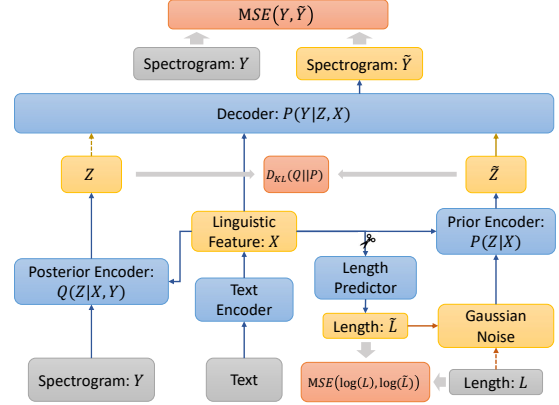 MSE(Y, Ỹ)
Spectrogram: Y
Spectrogram: Ỹ
Decoder: P(Y|Z, X)
Z
D_KL(Q||P)
Z̃
Linguistic
Feature: X
Prior Encoder:
P(Z|X)
Posterior Encoder:
Q(Z|X, Y)
Text
Encoder
Length
Predictor
Length: L̃
Gaussian
Noise
Spectrogram: Y
Text
MSE(log(L), log(L̃))
Length: L